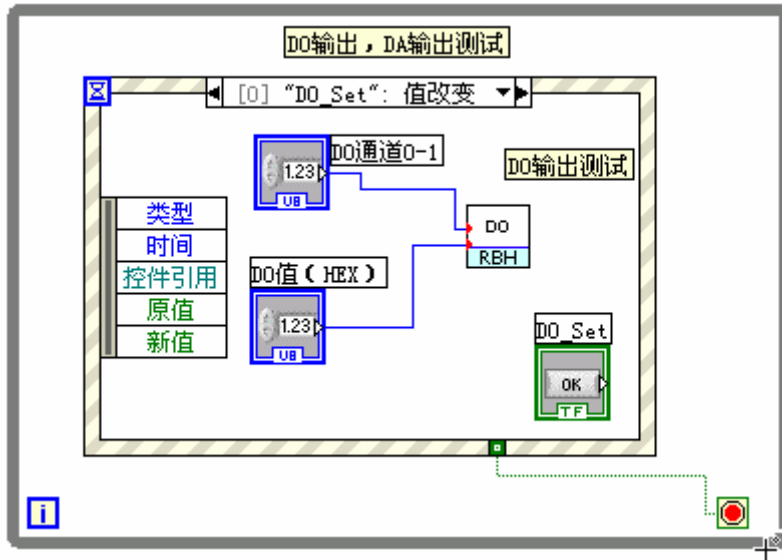 DO输出，DA输出测试
[0] "DO_Set": 值改变
DO通道0-1
1.23
U8
DO输出测试
类型
时间
控件引用
原值
新值
DO
RBH
DO值（HEX）
1.23
U8
DO_Set
OK
TF
i